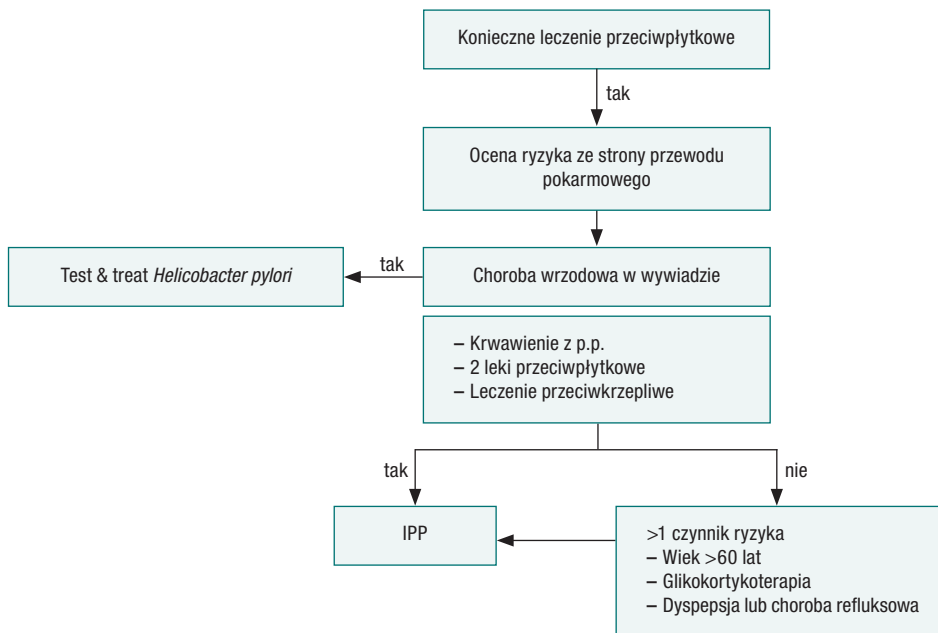 Konieczne leczenie przeciwpłytkowe
tak
Ocena ryzyka ze strony przewodu
pokarmowego
Test & treat Helicobacter pylori
tak
Choroba wrzodowa w wywiadzie
– Krwawienie z p.p.
– 2 leki przeciwpłytkowe
– Leczenie przeciwkrzepliwe
tak
nie
IPP
>1 czynnik ryzyka
– Wiek >60 lat
– Glikokortykoterapia
– Dyspepsja lub choroba refluksowa